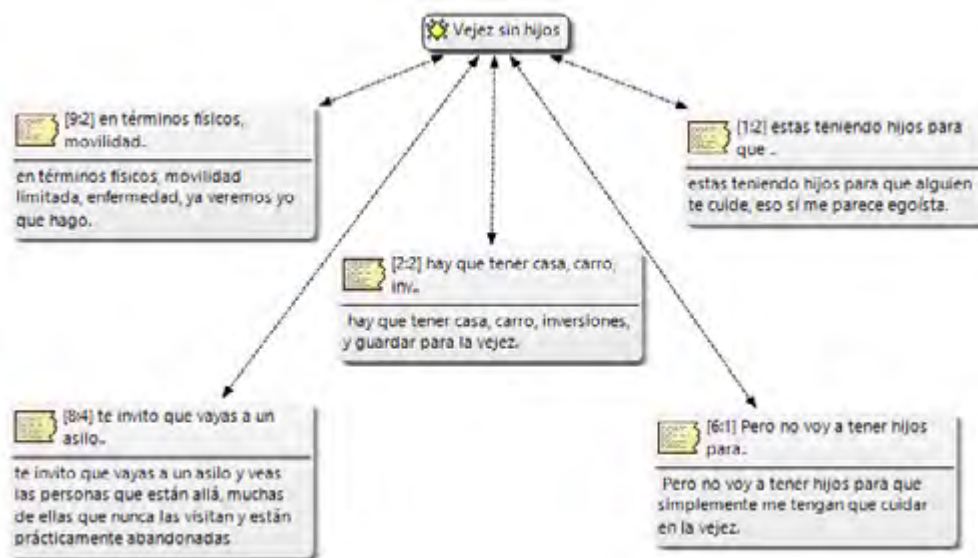 Vejez sin hijos
[9:2] en términos físicos,
movilidad..
en términos físicos, movilidad
limitada, enfermedad, ya veremos yo
que hago.
[1:2] estas teniendo hijos para
que ..
estas teniendo hijos para que alguien
te cuide, eso sí me parece egoísta.
[2:2] hay que tener casa, carro,
inv..
hay que tener casa, carro, inversiones,
y guardar para la vejez.
[8:4] te invito que vayas a un
asilo..
te invito que vayas a un asilo y veas
las personas que están allá, muchas
de ellas que nunca las visitan y están
prácticamente abandonadas
[6:1] Pero no voy a tener hijos
para..
Pero no voy a tener hijos para que
simplemente me tengan que cuidar
en la vejez.